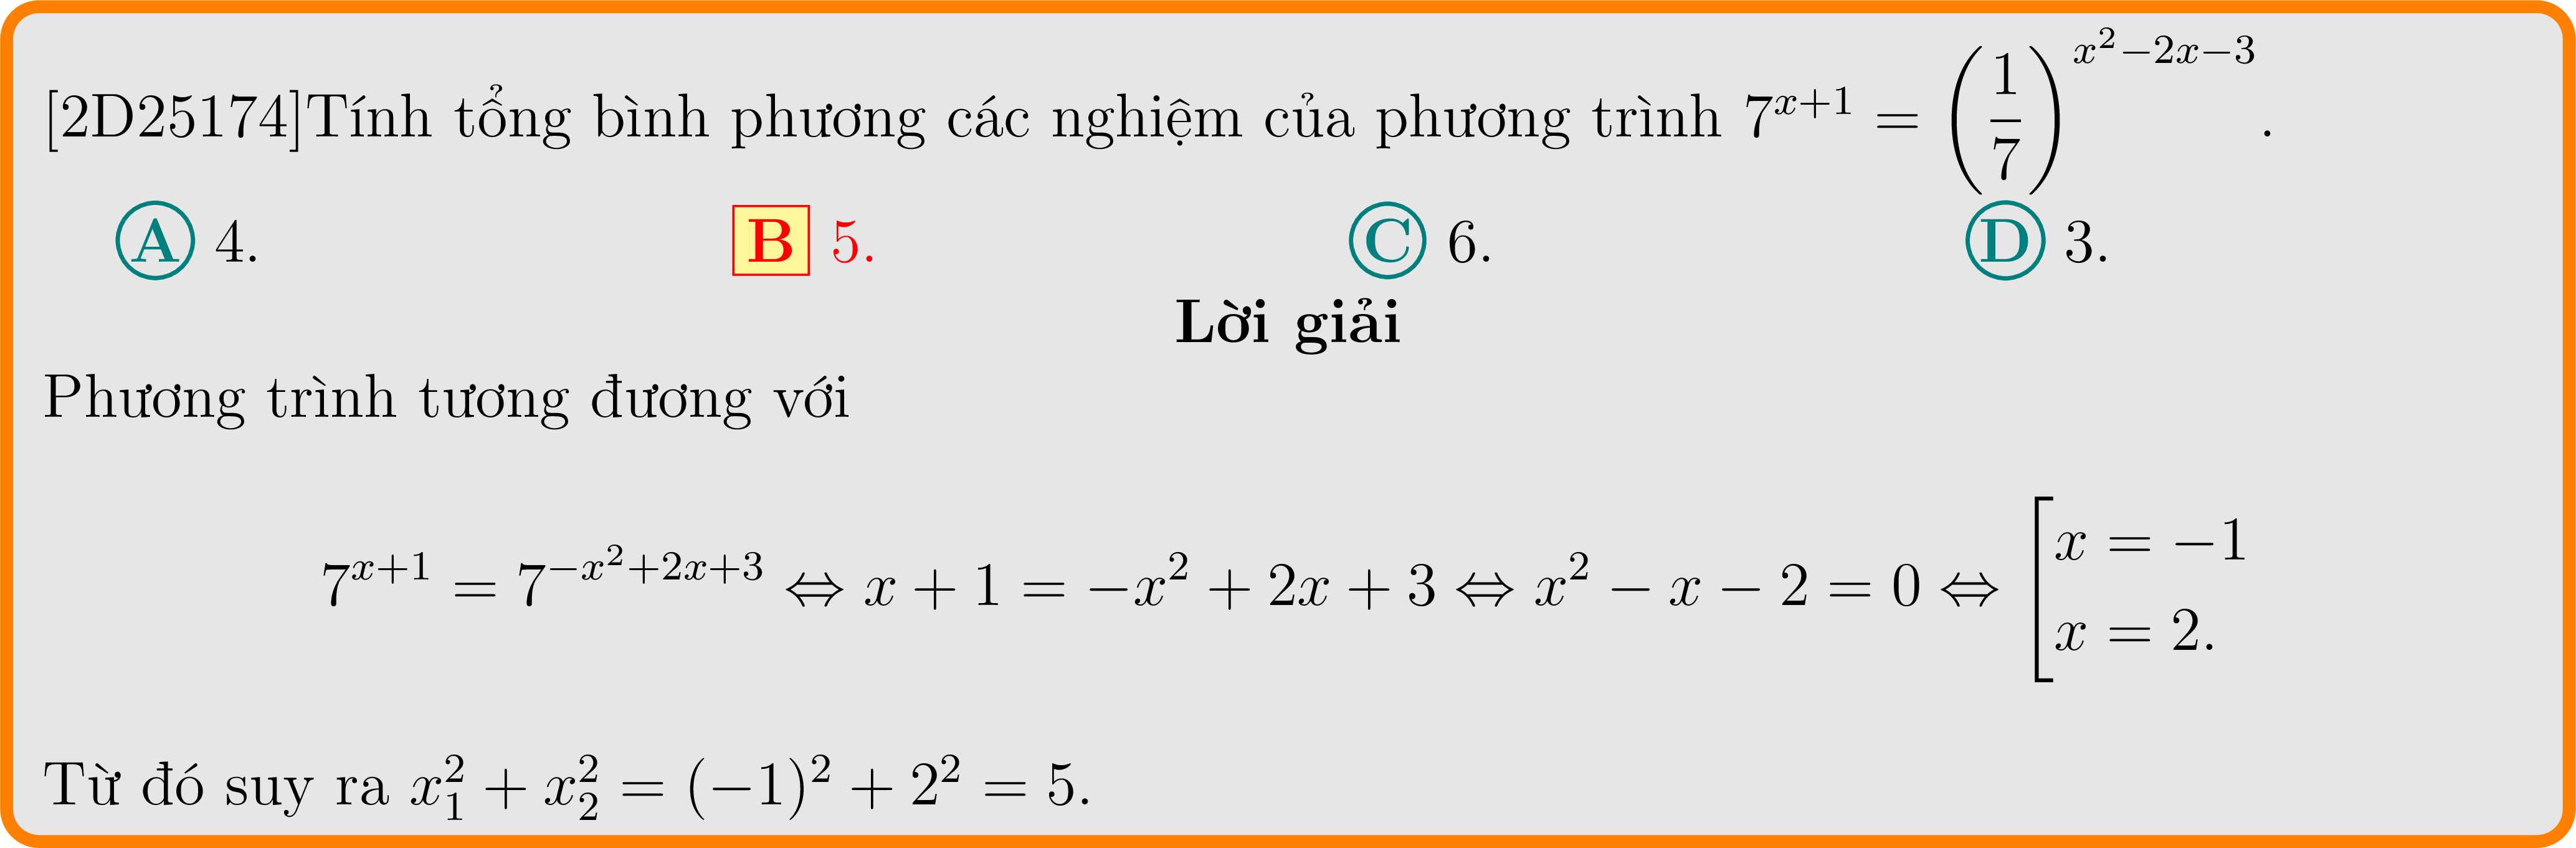 [2D25174]Tính tổng bình phương các nghiệm của phương trình $7^{x+1} = \left(\dfrac{1}{7}\right)^{x^2-2x-3}$.
A 4. B 5. C 6. D 3.
Lời giải
Phương trình tương đương với
$7^{x+1} = 7^{-x^2+2x+3} \Leftrightarrow x + 1 = -x^2 + 2x + 3 \Leftrightarrow x^2 - x - 2 = 0 \Leftrightarrow \left[\begin{array}{l} x = -1 \\ x = 2. \end{array}\right.$
Từ đó suy ra $x_1^2 + x_2^2 = (-1)^2 + 2^2 = 5$.